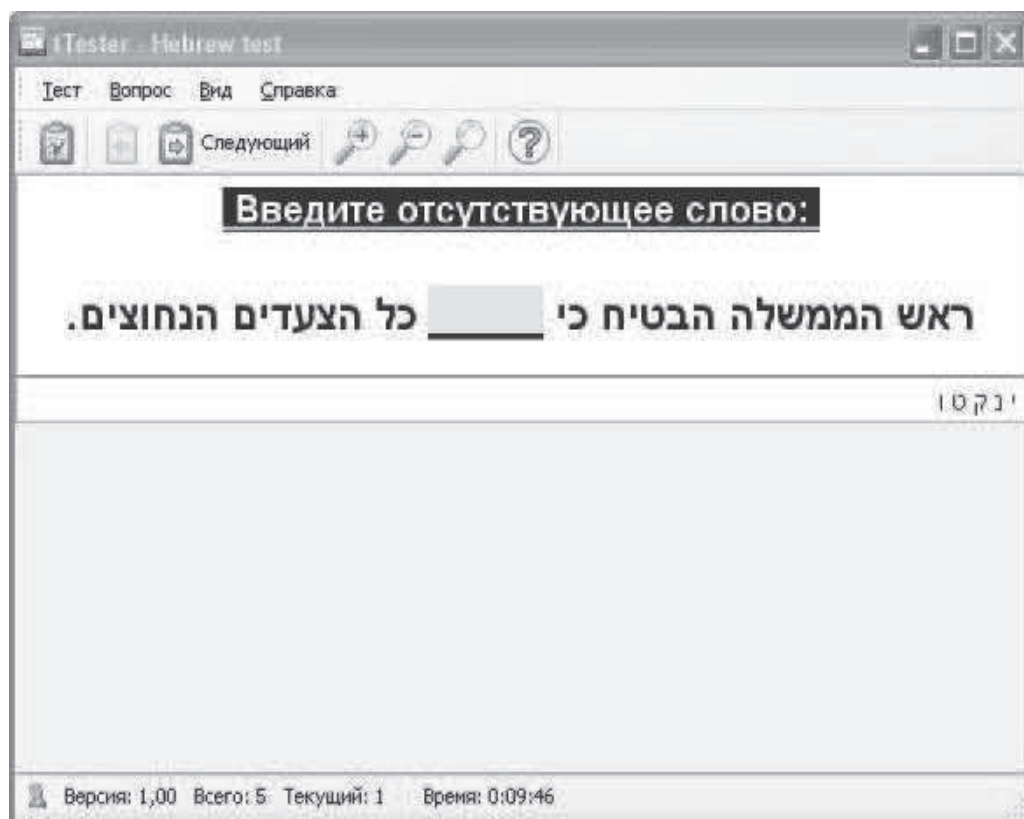 tTester - Hebrew test
Тест Вопрос Вид Справка
Следующий
Введите отсутствующее слово:
ראש הממשלה הבטיח כי ____ כל הצעדים הנחוצים.
ינקטו
Версия: 1,00 Всего: 5 Текущий: 1 Время: 0:09:46